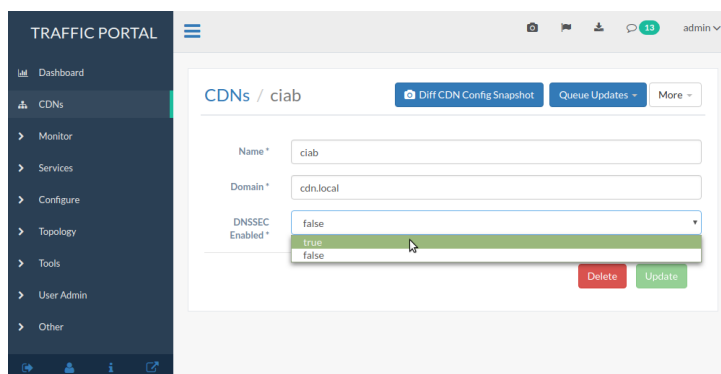 TRAFFIC PORTAL
13
admin
Dashboard
CDNs
Monitor
Services
Configure
Topology
Tools
User Admin
Other
CDNs / ciab
Diff CDN Config Snapshot
Queue Updates
More
Name *
ciab
Domain *
cdn.local
DNSSEC
Enabled *
false
true
false
Delete
Update